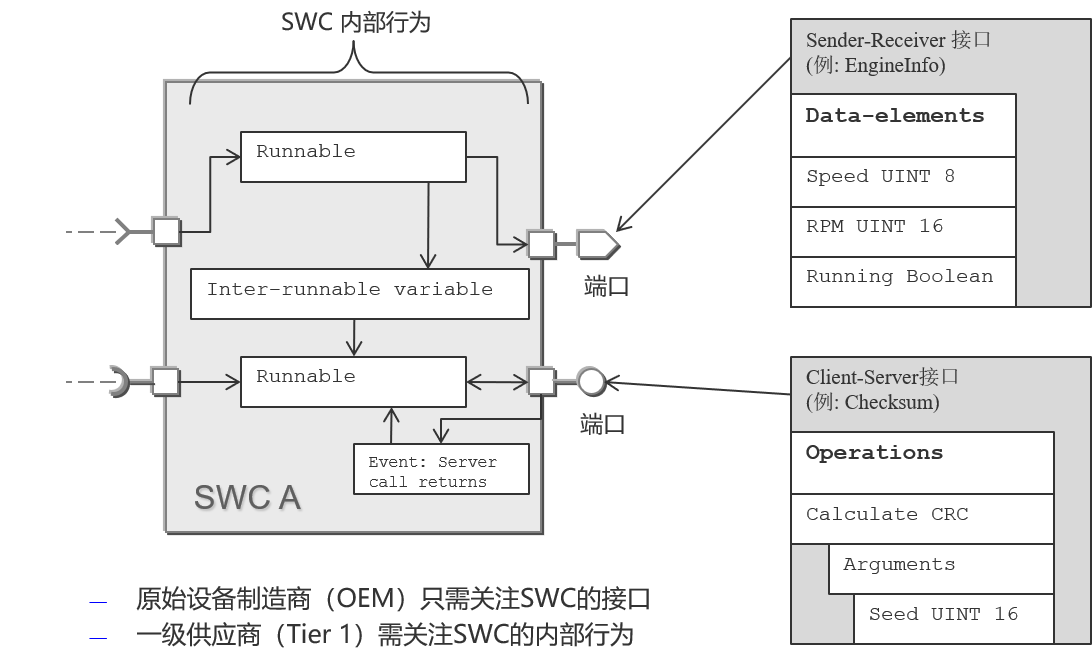 SWC 内部行为
Runnable
Inter-runnable variable
Runnable
Event: Server
call returns
SWC A
端口
端口
Sender-Receiver 接口
(例: EngineInfo)
Data-elements
Speed UINT 8
RPM UINT 16
Running Boolean
Client-Server接口
(例: Checksum)
Operations
Calculate CRC
Arguments
Seed UINT 16
— 原始设备制造商（OEM）只需关注SWC的接口
— 一级供应商（Tier 1）需关注SWC的内部行为